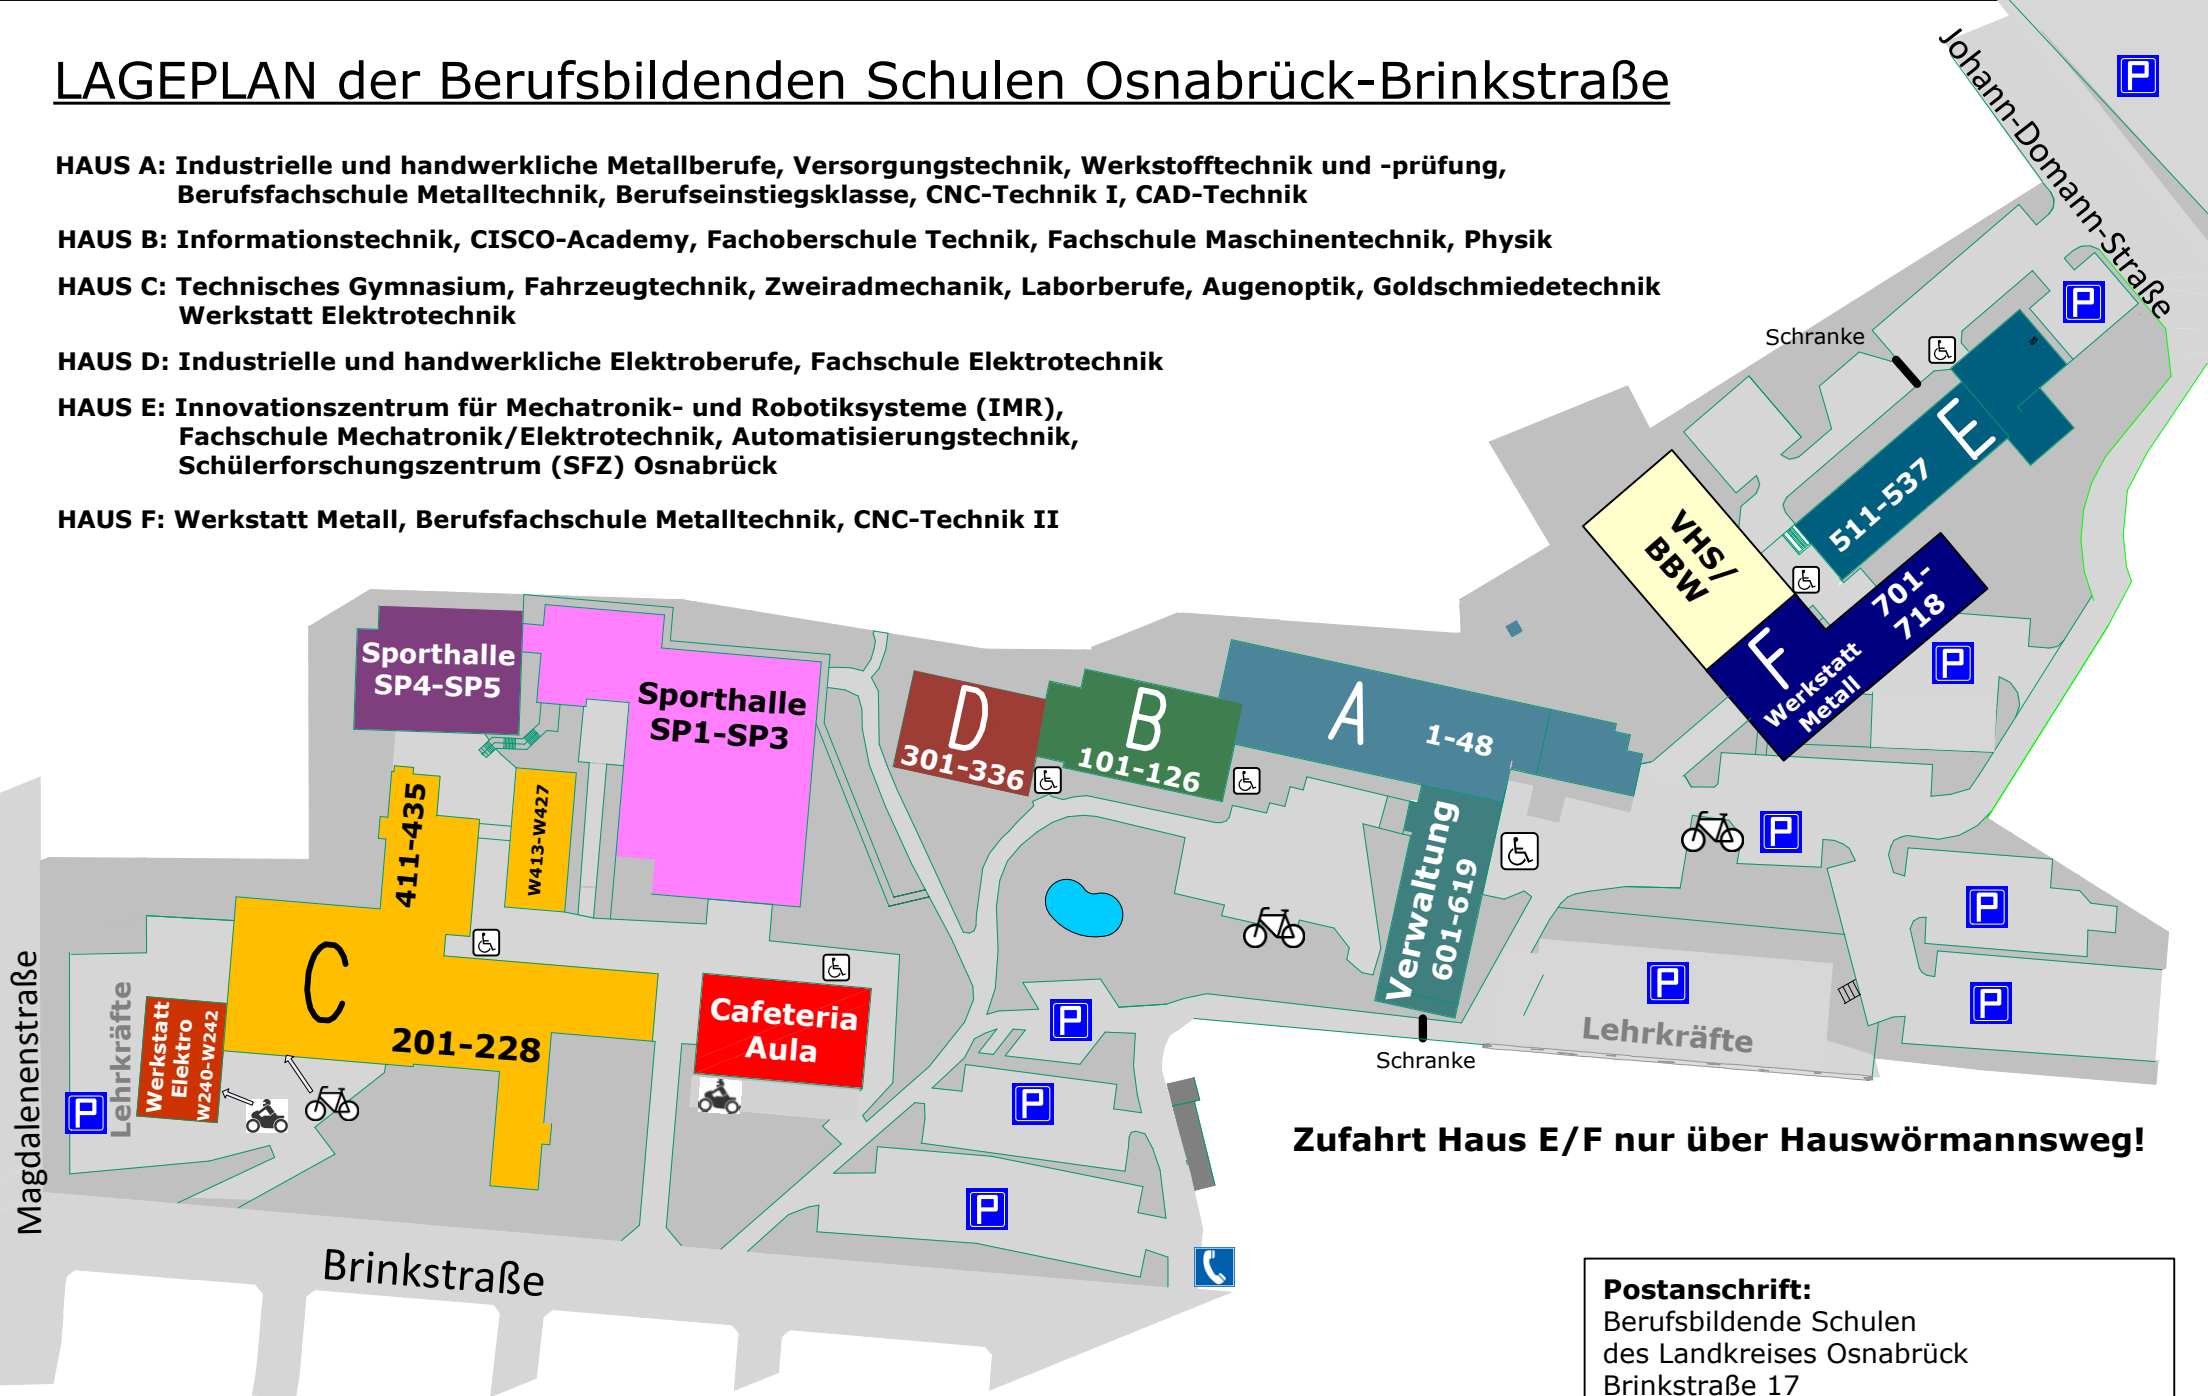 LAGEPLAN der Berufsbildenden Schulen Osnabrück-Brinkstraße
HAUS A: Industrielle und handwerkliche Metallberufe, Versorgungstechnik, Werkstofftechnik und -prüfung,
Berufsfachschule Metalltechnik, Berufseinstiegsklasse, CNC-Technik I, CAD-Technik
HAUS B: Informationstechnik, CISCO-Academy, Fachoberschule Technik, Fachschule Maschinentechnik, Physik
HAUS C: Technisches Gymnasium, Fahrzeugtechnik, Zweiradmechanik, Laborberufe, Augenoptik, Goldschmiedetechnik
Werkstatt Elektrotechnik
HAUS D: Industrielle und handwerkliche Elektroberufe, Fachschule Elektrotechnik
HAUS E: Innovationszentrum für Mechatronik- und Robotiksysteme (IMR),
Fachschule Mechatronik/Elektrotechnik, Automatisierungstechnik,
Schülerforschungszentrum (SFZ) Osnabrück
HAUS F: Werkstatt Metall, Berufsfachschule Metalltechnik, CNC-Technik II
Johann-Domann-Straße
P
P
Schranke
E
511-537
VHS/
BBW
F
701-
718
Werkstatt
Metall
P
Sporthalle
SP4-SP5
Sporthalle
SP1-SP3
D
301-336
B
101-126
A
1-48
Verwaltung
601-619
411-435
W413-W427
C
201-228
Werkstatt
Elektro
W240-W242
Lehrkräfte
P
Cafeteria
Aula
P
P
P
P
P
P
P
Lehrkräfte
Schranke
Magdalenenstraße
Brinkstraße
Zufahrt Haus E/F nur über Hauswörmannsweg!
Postanschrift:
Berufsbildende Schulen
des Landkreises Osnabrück
Brinkstraße 17